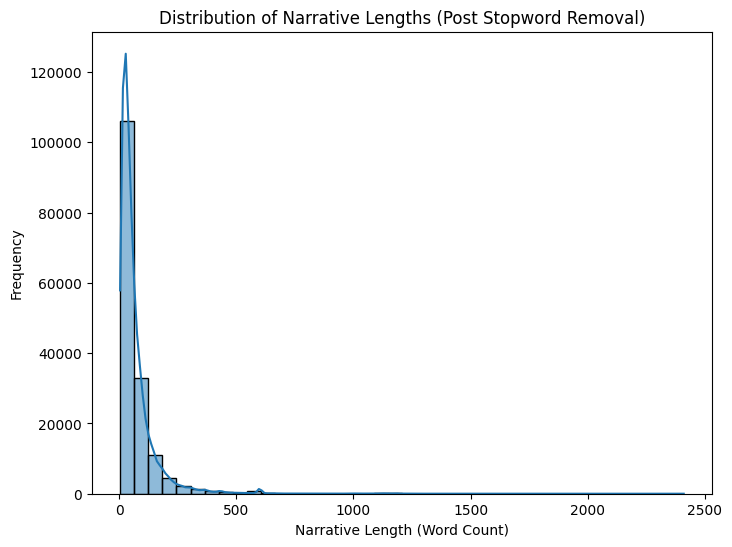 Distribution of Narrative Lengths (Post Stopword Removal)
Frequency
120000
100000
80000
60000
40000
20000
0
0 500 1000 1500 2000 2500
Narrative Length (Word Count)